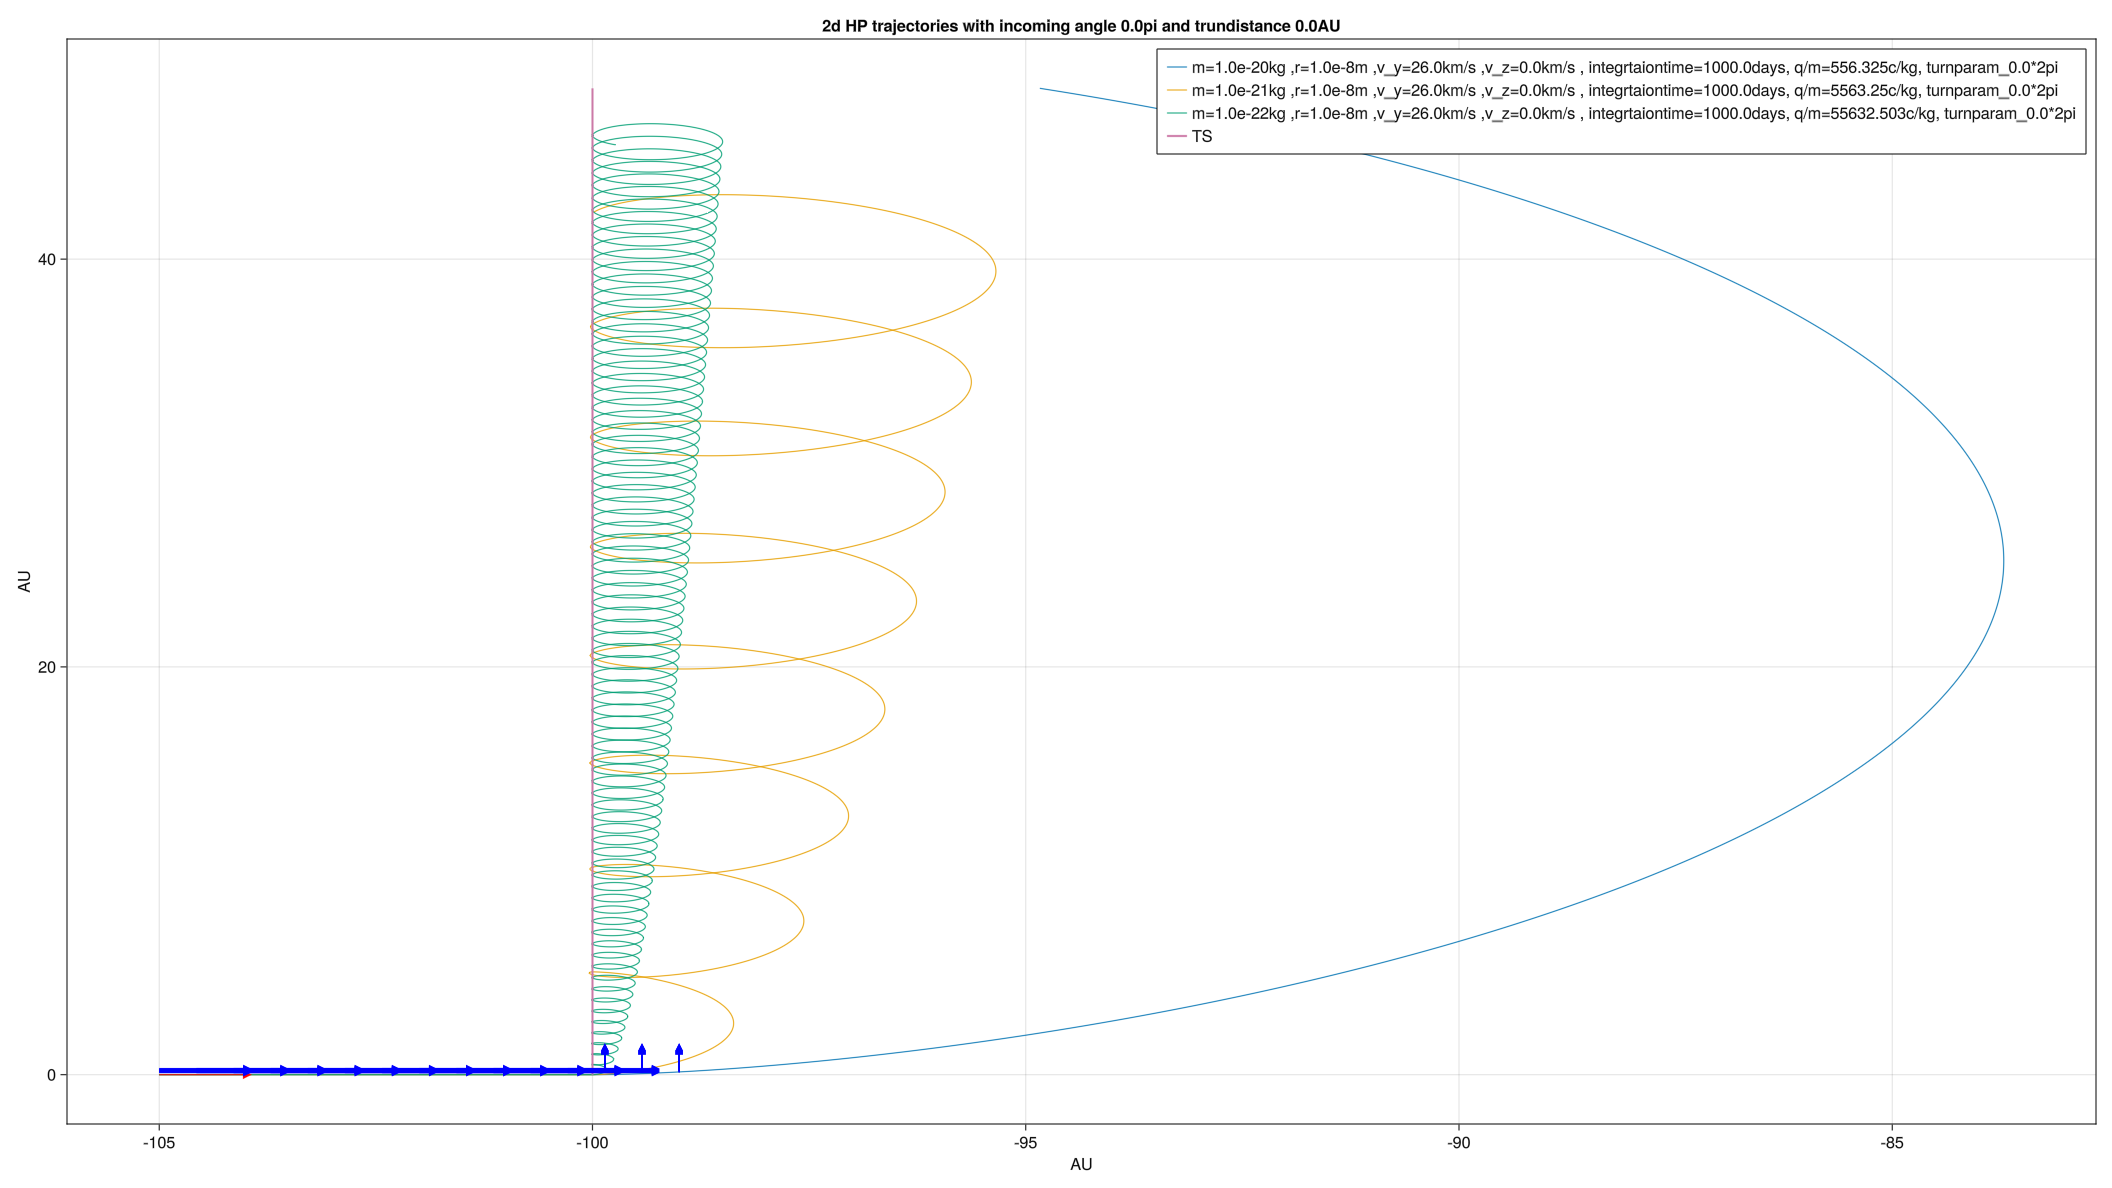 2d HP trajectories with incoming angle 0.0pi and trundistance 0.0AU
m=1.0e-20kg ,r=1.0e-8m ,v_y=26.0km/s ,v_z=0.0km/s , integrtaiontime=1000.0days, q/m=556.325c/kg, turnparam_0.0*2pi
m=1.0e-21kg ,r=1.0e-8m ,v_y=26.0km/s ,v_z=0.0km/s , integrtaiontime=1000.0days, q/m=5563.25c/kg, turnparam_0.0*2pi
m=1.0e-22kg ,r=1.0e-8m ,v_y=26.0km/s ,v_z=0.0km/s , integrtaiontime=1000.0days, q/m=55632.503c/kg, turnparam_0.0*2pi
TS
40
20
0
AU
-105
-100
-95
-90
-85
AU